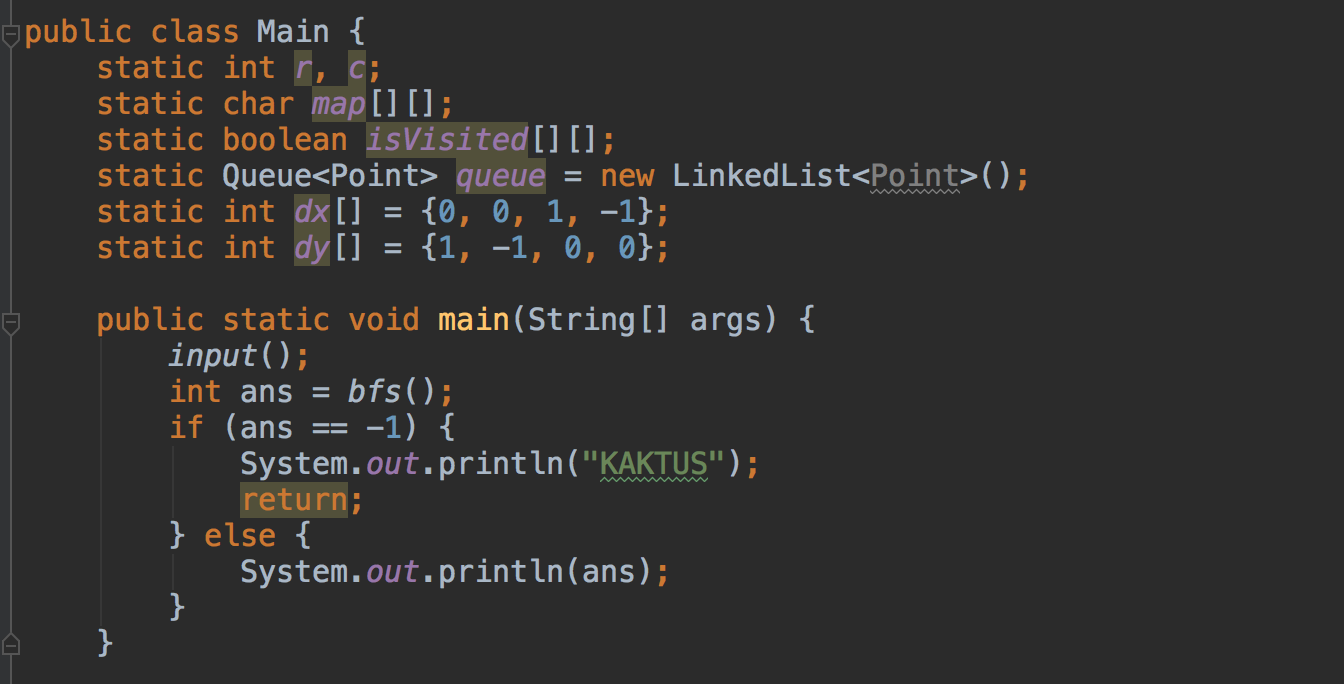 public class Main {
    static int r, c;
    static char map[][];
    static boolean isVisited[][];
    static Queue<Point> queue = new LinkedList<Point>();
    static int dx[] = {0, 0, 1, -1};
    static int dy[] = {1, -1, 0, 0};

    public static void main(String[] args) {
        input();
        int ans = bfs();
        if (ans == -1) {
            System.out.println("KAKTUS");
            return;
        } else {
            System.out.println(ans);
        }
    }